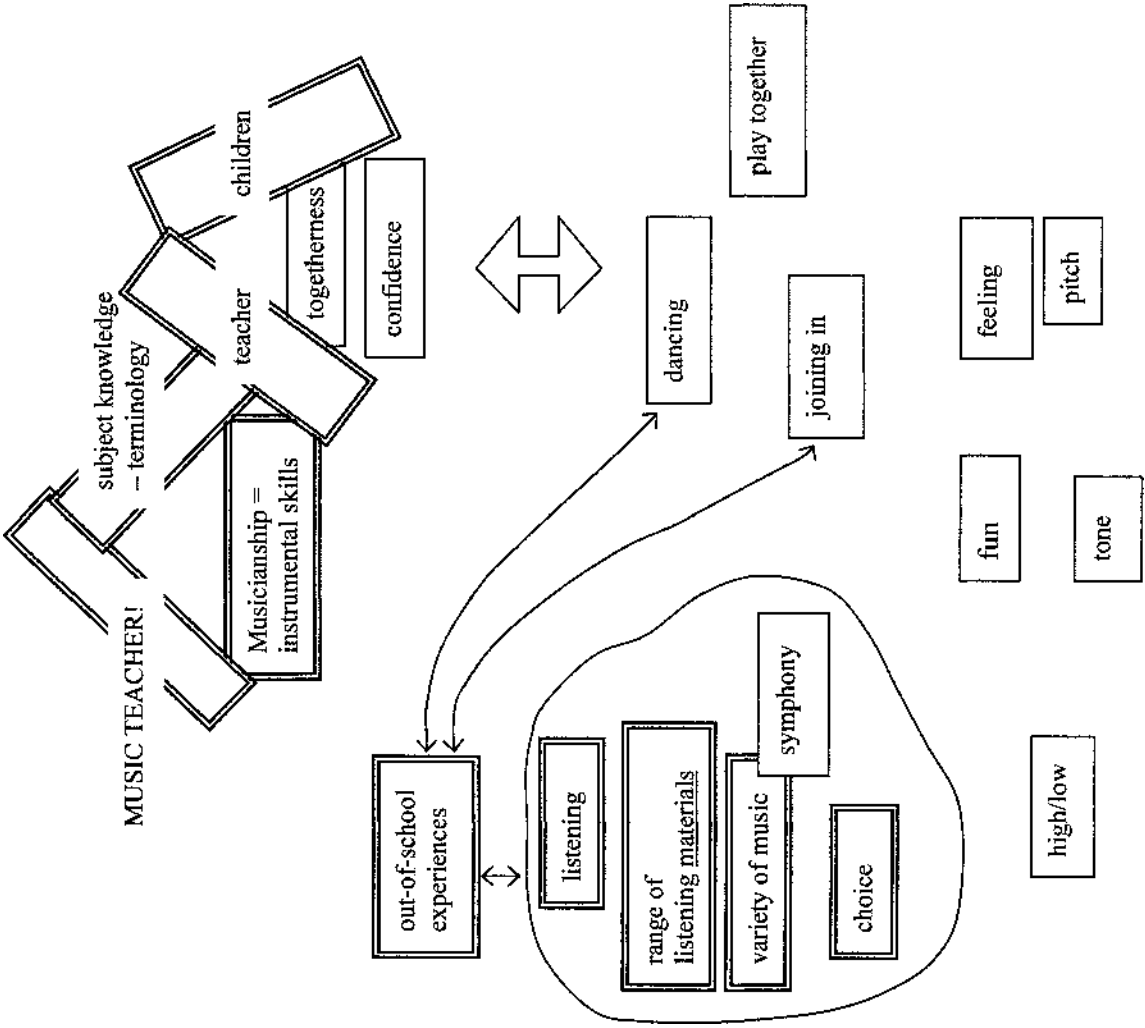 MUSIC TEACHER!
subject knowledge
– terminology
teacher
children
Musicianship =
instrumental skills
togetherness
confidence
out-of-school
experiences
listening
range of
listening materials
variety of music
symphony
choice
dancing
joining in
play together
high/low
fun
tone
feeling
pitch